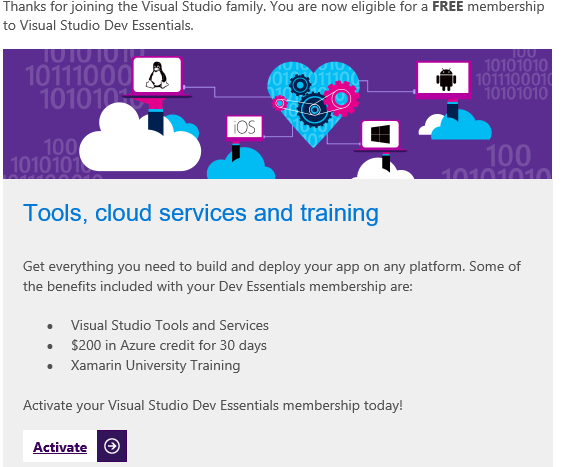 Thanks for joining the Visual Studio family. You are now eligible for a FREE membership
to Visual Studio Dev Essentials.
iOS
Tools, cloud services and training
Get everything you need to build and deploy your app on any platform. Some of
the benefits included with your Dev Essentials membership are:
• Visual Studio Tools and Services
• $200 in Azure credit for 30 days
• Xamarin University Training
Activate your Visual Studio Dev Essentials membership today!
Activate